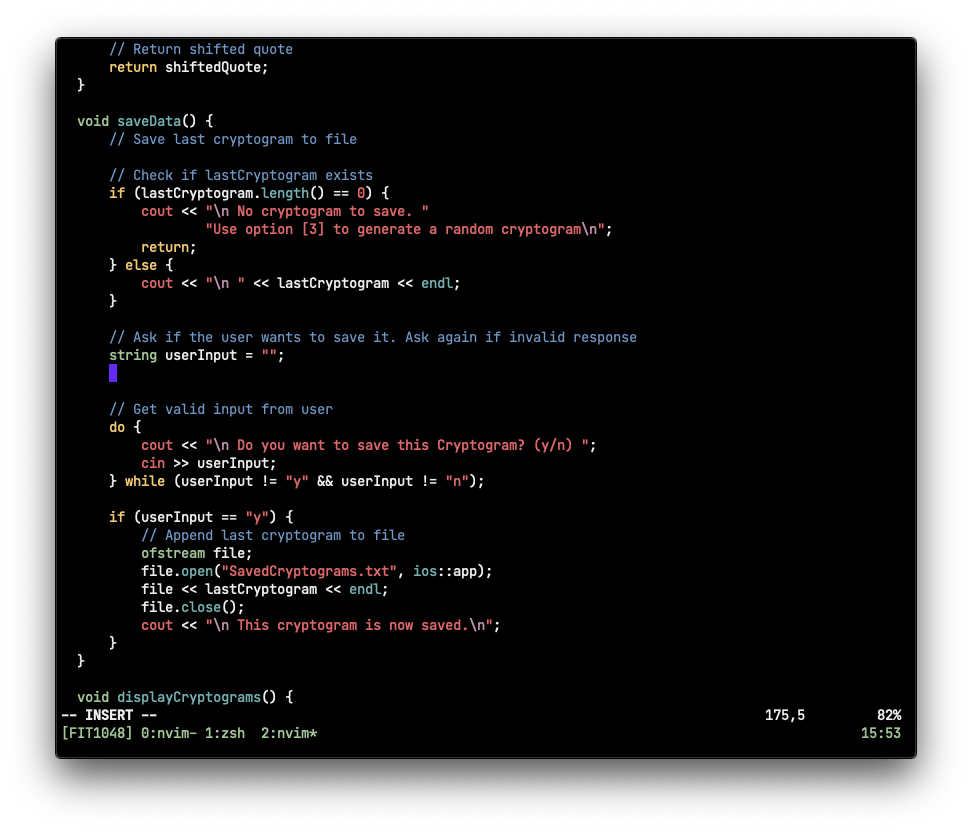 // Return shifted quote
return shiftedQuote;
}
void saveData() {
// Save last cryptogram to file
// Check if lastCryptogram exists
if (lastCryptogram.length() == 0) {
cout << "\n No cryptogram to save. "
"Use option [3] to generate a random cryptogram\n";
return;
} else {
cout << "\n " << lastCryptogram << endl;
}
// Ask if the user wants to save it. Ask again if invalid response
string userInput = "";
// Get valid input from user
do {
cout << "\n Do you want to save this Cryptogram? (y/n) ";
cin >> userInput;
} while (userInput != "y" && userInput != "n");
if (userInput == "y") {
// Append last cryptogram to file
ofstream file;
file.open("SavedCryptograms.txt", ios::app);
file << lastCryptogram << endl;
file.close();
cout << "\n This cryptogram is now saved.\n";
}
}
void displayCryptograms() {
-- INSERT -- 175,5 82%
[FIT1048] 0:nvim- 1:zsh 2:nvim* 15:53